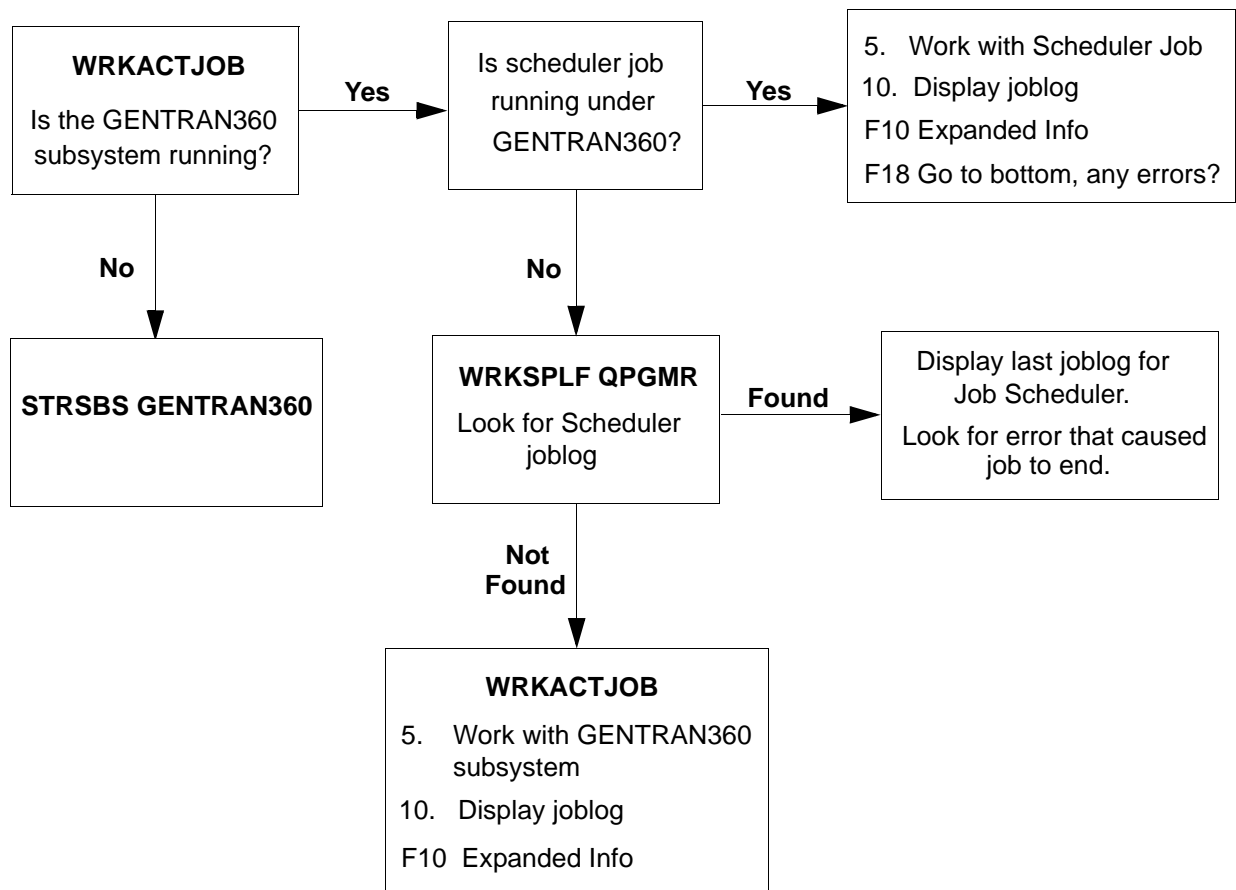 WRKACTJOB
Is the GENTRAN360
subsystem running?
Yes
Is scheduler job
running under
GENTRAN360?
Yes
5. Work with Scheduler Job
10. Display joblog
F10 Expanded Info
F18 Go to bottom, any errors?
No
No
STRSBS GENTRAN360
WRKSPLF QPGMR
Look for Scheduler
joblog
Found
Display last joblog for
Job Scheduler.
Look for error that caused
job to end.
Not
Found
WRKACTJOB
5. Work with GENTRAN360
subsystem
10. Display joblog
F10 Expanded Info